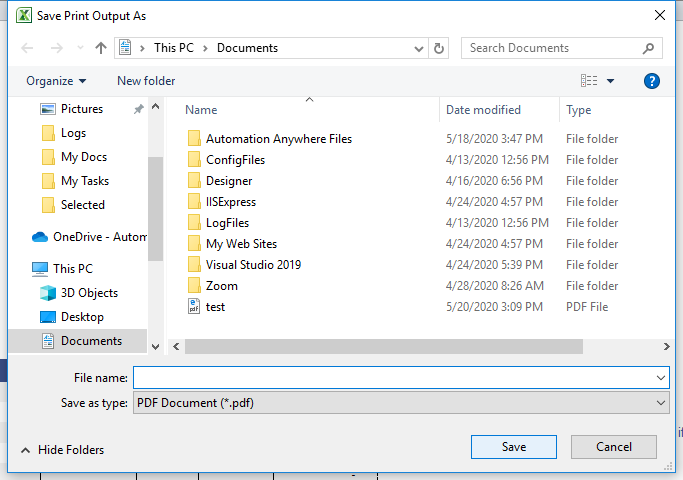 Save Print Output As
This PC > Documents
Search Documents
Organize
New folder
?
Pictures
Logs
My Docs
My Tasks
Selected
OneDrive - Autom
This PC
3D Objects
Desktop
Documents
Name Date modified Type
Automation Anywhere Files 5/18/2020 3:47 PM File folder
ConfigFiles 4/13/2020 12:56 PM File folder
Designer 4/16/2020 6:56 PM File folder
IISExpress 4/24/2020 4:57 PM File folder
LogFiles 4/13/2020 12:56 PM File folder
My Web Sites 4/24/2020 4:57 PM File folder
Visual Studio 2019 4/24/2020 5:39 PM File folder
Zoom 4/28/2020 8:26 AM File folder
test 5/20/2020 3:09 PM PDF File
File name:
Save as type: PDF Document (*.pdf)
Hide Folders
Save
Cancel